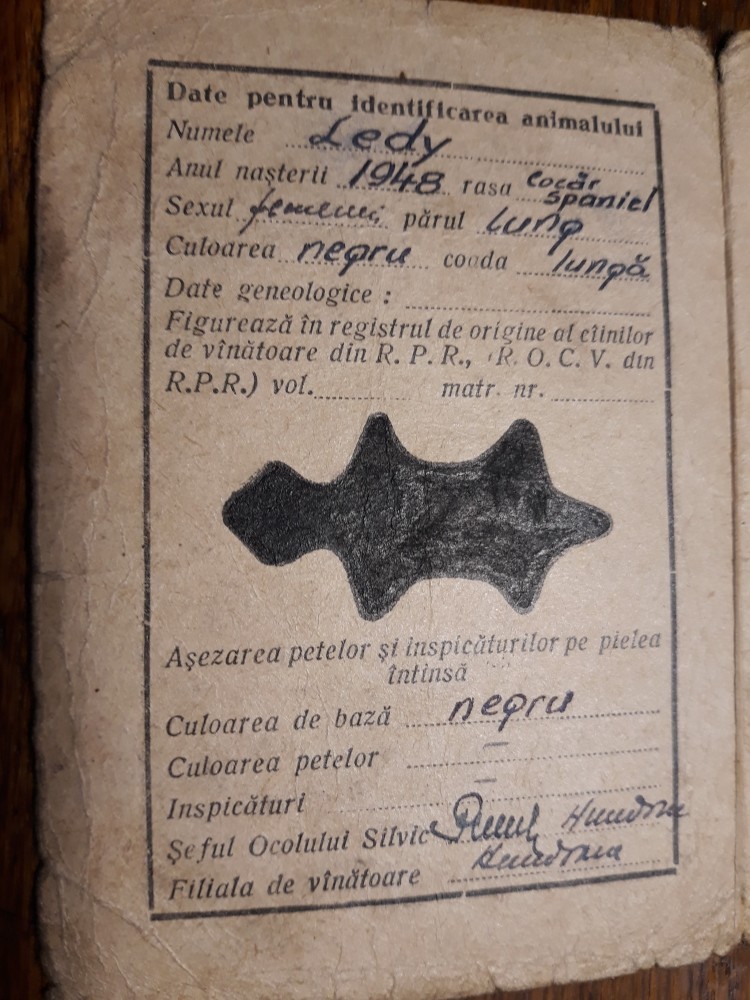 Date pentru identificarea animalului
Numele Ledy
Anul nașterii 1948 rasa cocăr spaniel
Sexul femenin părul lung
Culoarea negru coada lungă
Date geneologice :
Figurează în registrul de origine al cîinilor
de vînătoare din R. P. R., R. O. C. V. din
R.P.R.) vol. matr. nr.
Așezarea petelor și inspicăturilor pe pielea
întinsă
Culoarea de bază negru
Culoarea petelor —
Inspicături —
Șeful Ocolului Silvic
Filiala de vînătoare Hunedoara